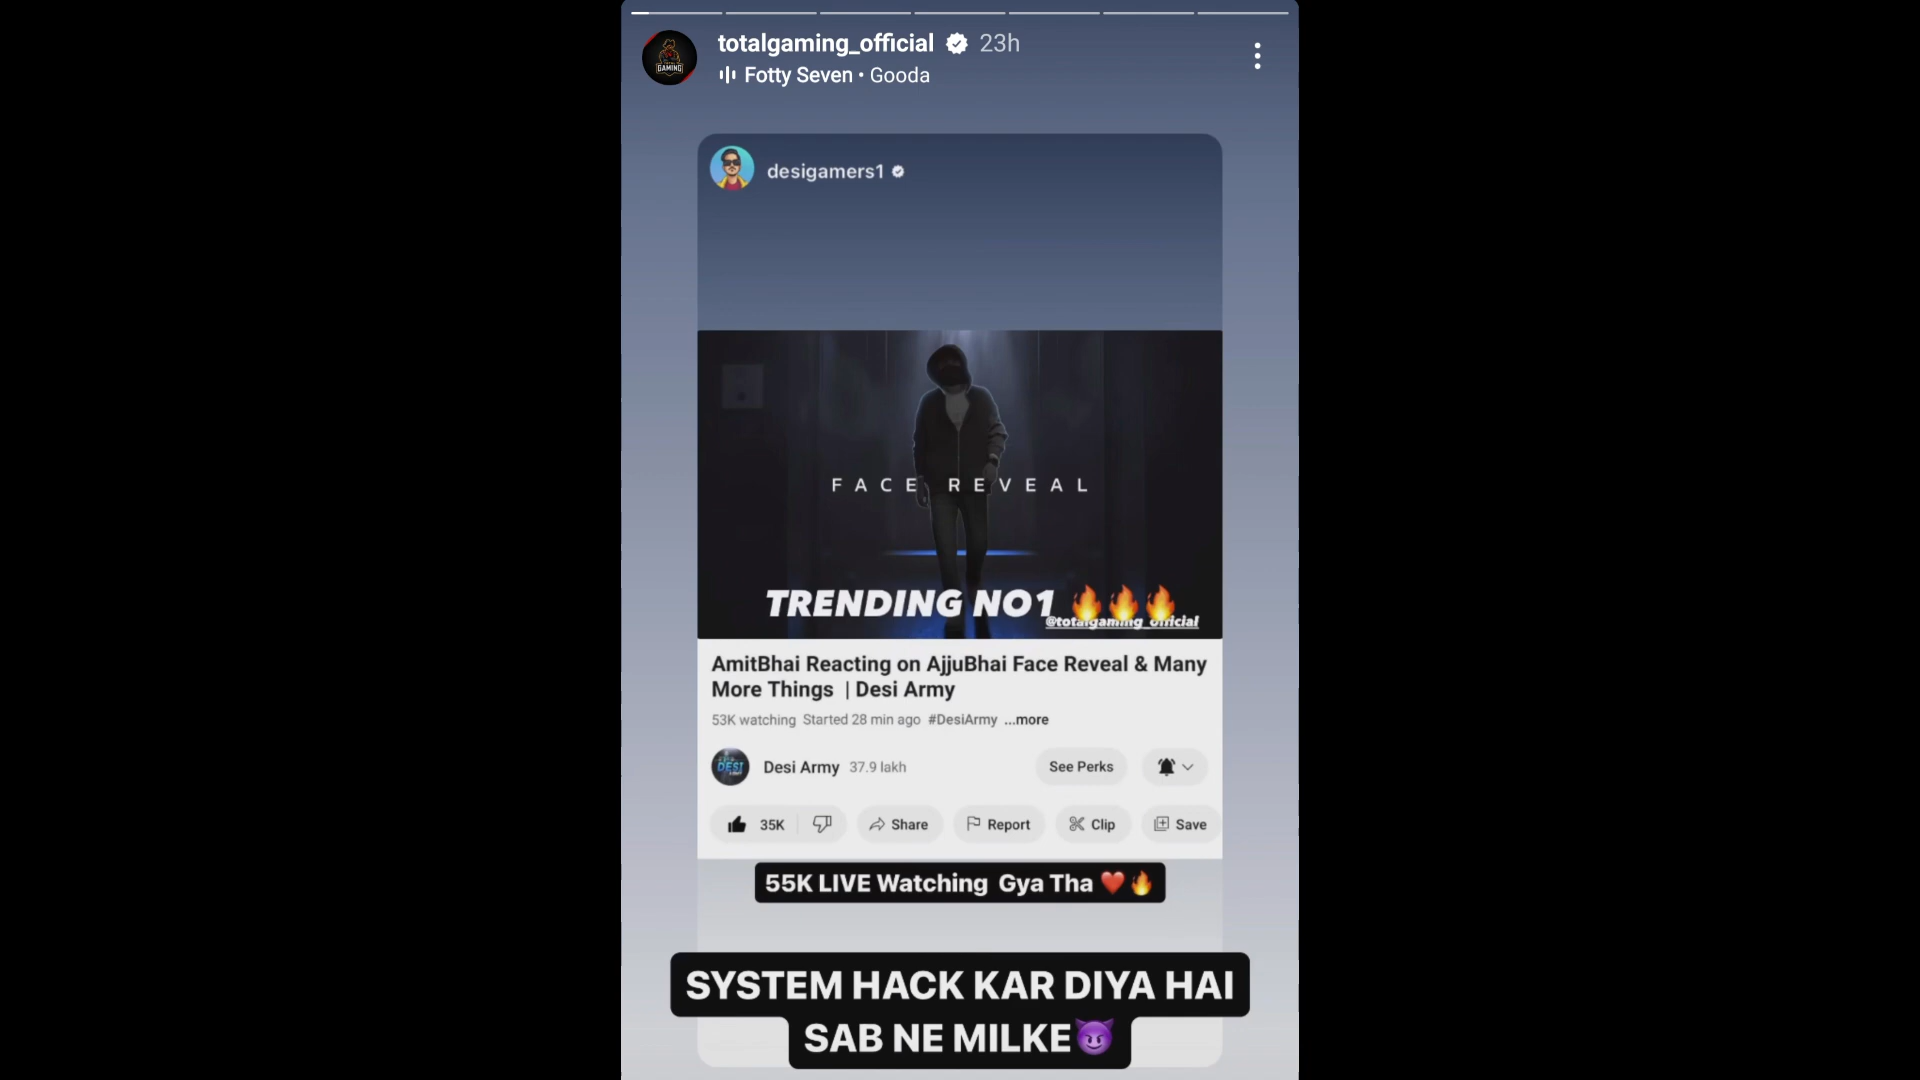 totalgaming_official 23h
Fotty Seven • Gooda
GAMING
desigamers1
FACE REVEAL
TRENDING NO1 🔥🔥🔥
@totalgaming_official
AmitBhai Reacting on AjjuBhai Face Reveal & Many
More Things | Desi Army
53K watching Started 28 min ago #DesiArmy ...more
DESI
Desi Army 37.9 lakh
See Perks
35K
Share
Report
Clip
Save
55K LIVE Watching Gya Tha ❤️🔥
SYSTEM HACK KAR DIYA HAI
SAB NE MILKE😈